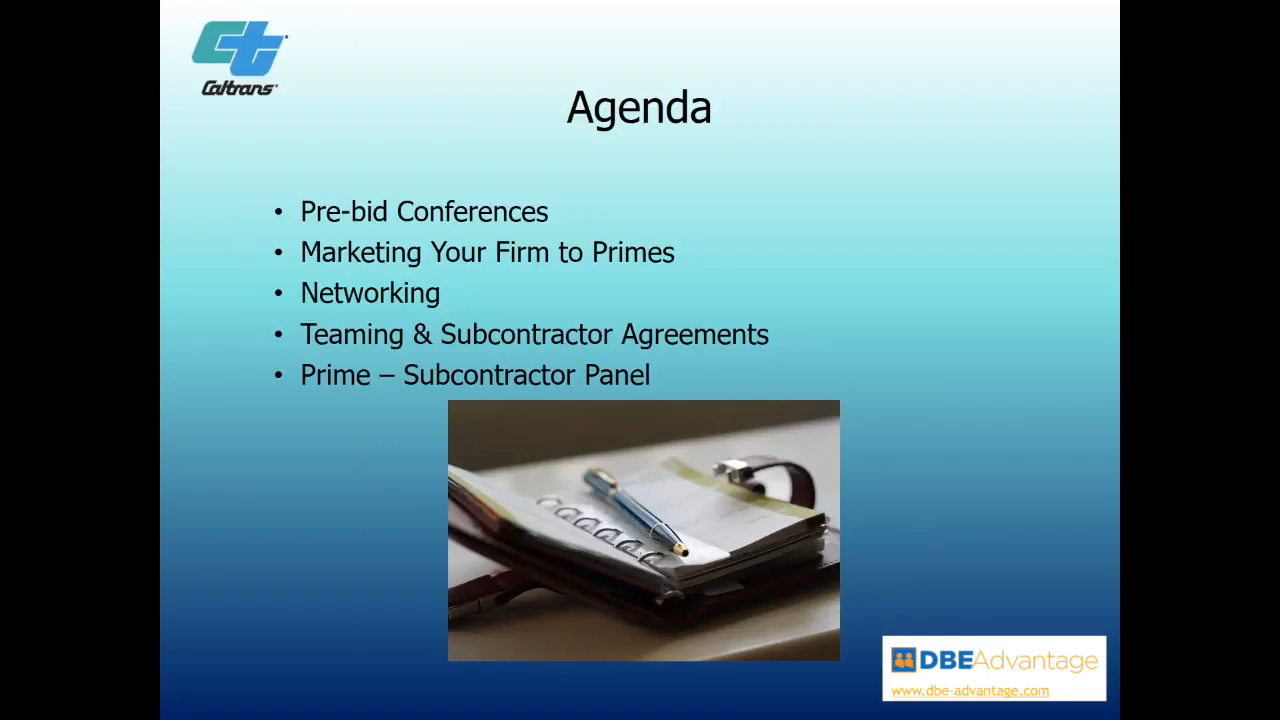 Caltrans
Agenda
• Pre-bid Conferences
• Marketing Your Firm to Primes
• Networking
• Teaming & Subcontractor Agreements
• Prime – Subcontractor Panel
DBEAdvantage
www.dbe-advantage.com